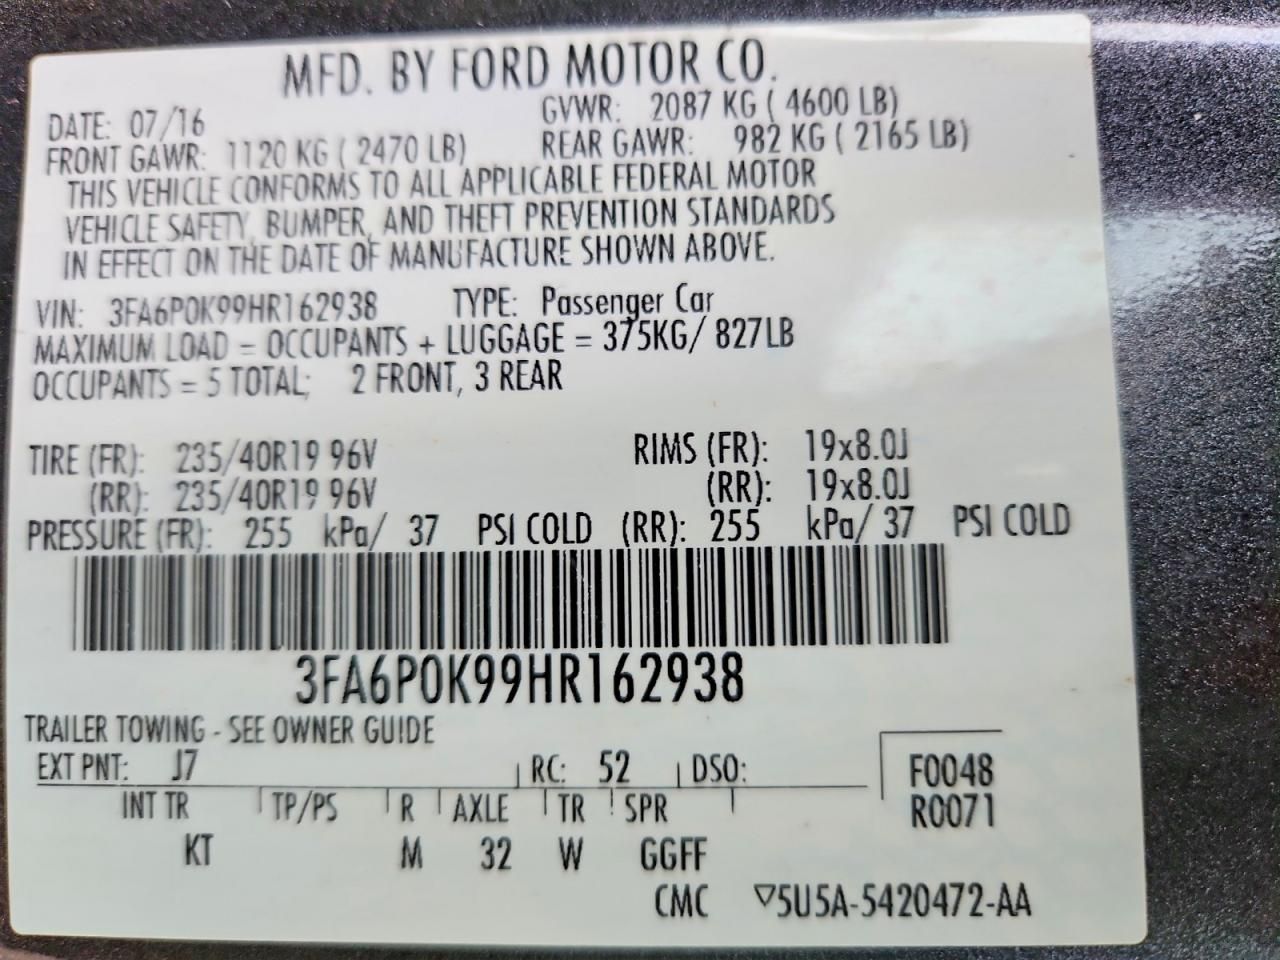 MFD. BY FORD MOTOR CO.
DATE: 07/16 GVWR: 2087 KG ( 4600 LB)
FRONT GAWR: 1120 KG ( 2470 LB) REAR GAWR: 982 KG ( 2165 LB)
THIS VEHICLE CONFORMS TO ALL APPLICABLE FEDERAL MOTOR
VEHICLE SAFETY, BUMPER, AND THEFT PREVENTION STANDARDS
IN EFFECT ON THE DATE OF MANUFACTURE SHOWN ABOVE.
VIN: 3FA6P0K99HR162938 TYPE: Passenger Car
MAXIMUM LOAD = OCCUPANTS + LUGGAGE = 375KG/ 827LB
OCCUPANTS = 5 TOTAL; 2 FRONT, 3 REAR
TIRE (FR): 235/40R19 96V RIMS (FR): 19x8.0J
(RR): 235/40R19 96V (RR): 19x8.0J
PRESSURE (FR): 255 kPa/ 37 PSI COLD (RR): 255 kPa/ 37 PSI COLD
3FA6P0K99HR162938
TRAILER TOWING - SEE OWNER GUIDE
EXT PNT: J7 RC: 52 DSO: F0048
INT TR TP/PS R AXLE TR SPR R0071
KT M 32 W GGFF
CMC ▽5U5A-5420472-AA